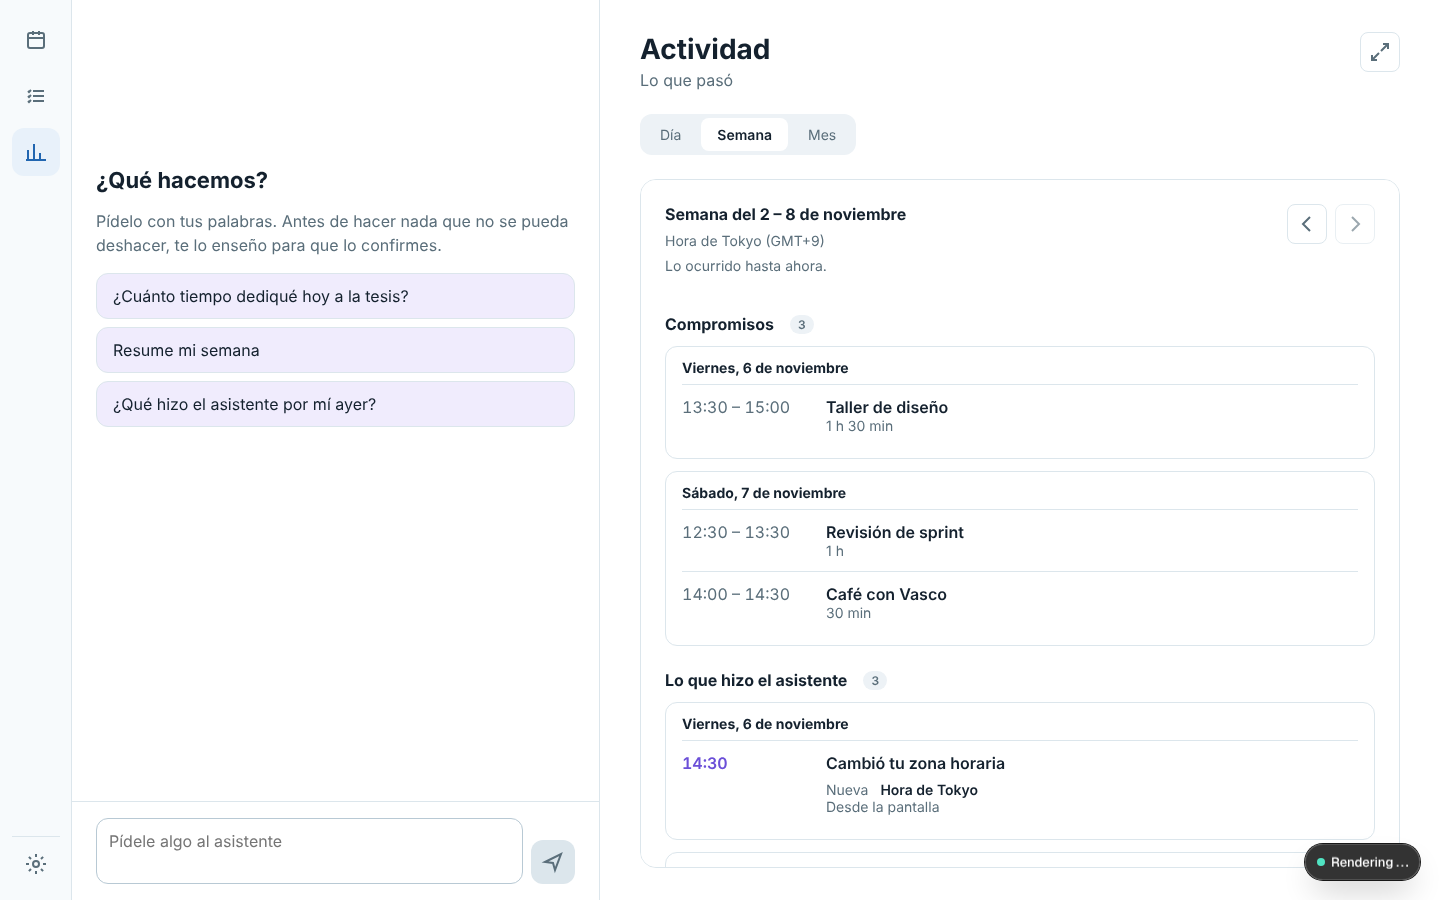 ¿Qué hacemos?
Pídelo con tus palabras. Antes de hacer nada que no se pueda
deshacer, te lo enseño para que lo confirmes.
¿Cuánto tiempo dediqué hoy a la tesis?
Resume mi semana
¿Qué hizo el asistente por mí ayer?
Pídele algo al asistente
Actividad
Lo que pasó
Día
Semana
Mes
Semana del 2 – 8 de noviembre
Hora de Tokyo (GMT+9)
Lo ocurrido hasta ahora.
Compromisos 3
Viernes, 6 de noviembre
13:30 – 15:00 Taller de diseño
1 h 30 min
Sábado, 7 de noviembre
12:30 – 13:30 Revisión de sprint
1 h
14:00 – 14:30 Café con Vasco
30 min
Lo que hizo el asistente 3
Viernes, 6 de noviembre
14:30 Cambió tu zona horaria
Nueva Hora de Tokyo
Desde la pantalla
Rendering ...